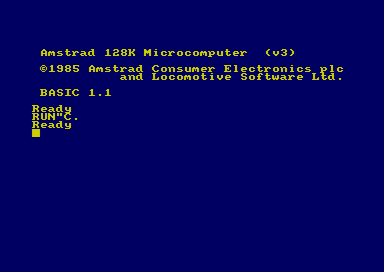 Amstrad 128K Microcomputer  (v3)
©1985 Amstrad Consumer Electronics plc
and Locomotive Software Ltd.
BASIC 1.1
Ready
RUN"C.
Ready